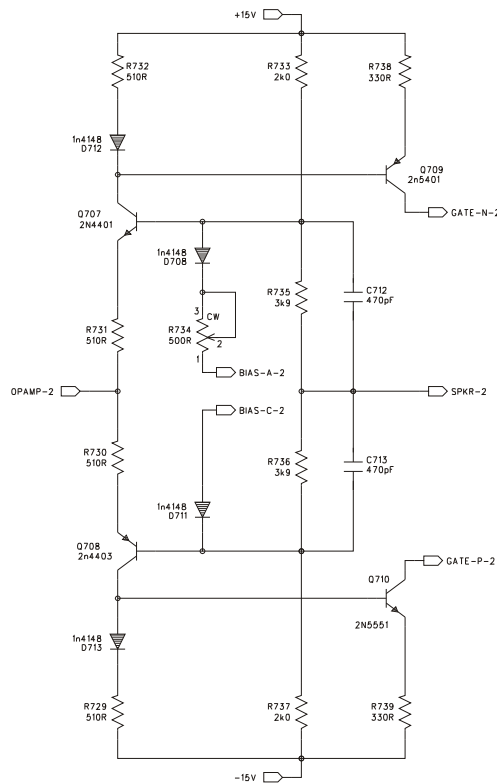 +15V
R732
510R
R733
2k0
R738
330R
1n4148
D712
Q709
2n5401
Q707
2N4401
GATE-N-2
1n4148
D708
R735
3k9
C712
470pF
3
CW
R731
510R
R734
500R
2
1
BIAS-A-2
OPAMP-2
SPKR-2
BIAS-C-2
R730
510R
R736
3k9
C713
470pF
1n4148
D711
Q708
2n4403
GATE-P-2
Q710
2N5551
1n4148
D713
R729
510R
R737
2k0
R739
330R
-15V